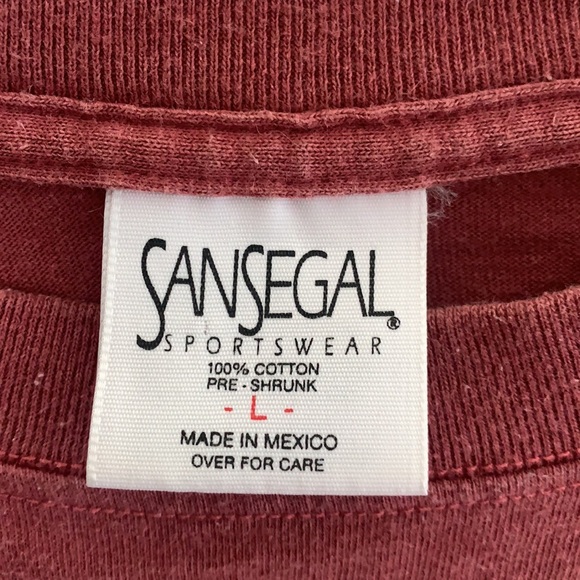 SANSEGAL®
SPORTSWEAR
100% COTTON
PRE-SHRUNK
- L -
MADE IN MEXICO
OVER FOR CARE